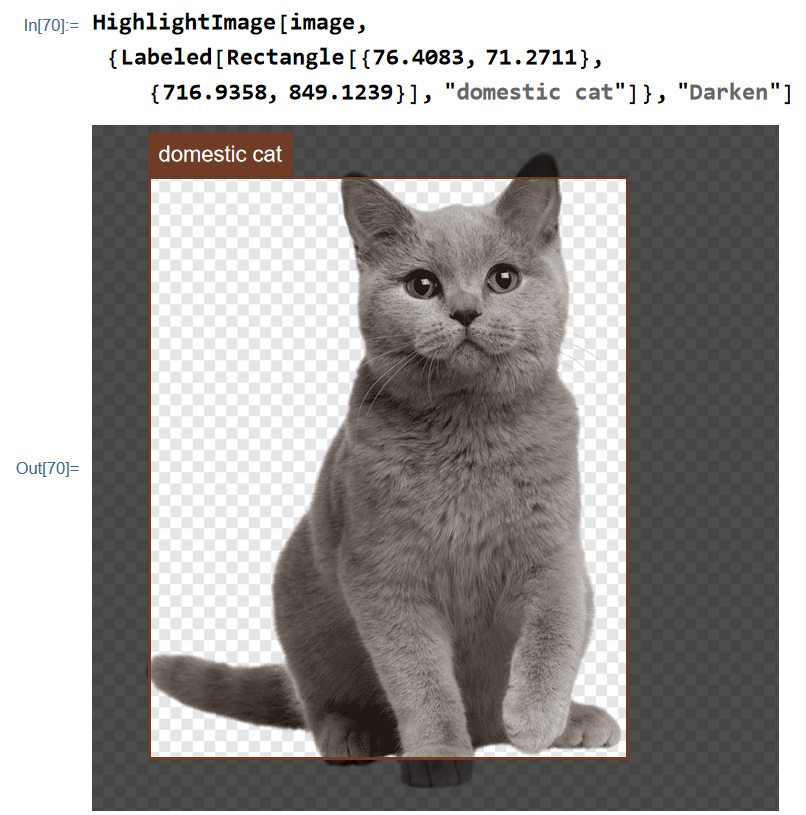 In[70]:= HighlightImage[image,
{Labeled[Rectangle[{76.4083, 71.2711},
{716.9358, 849.1239}], "domestic cat"]}, "Darken"]
domestic cat
Out[70]=